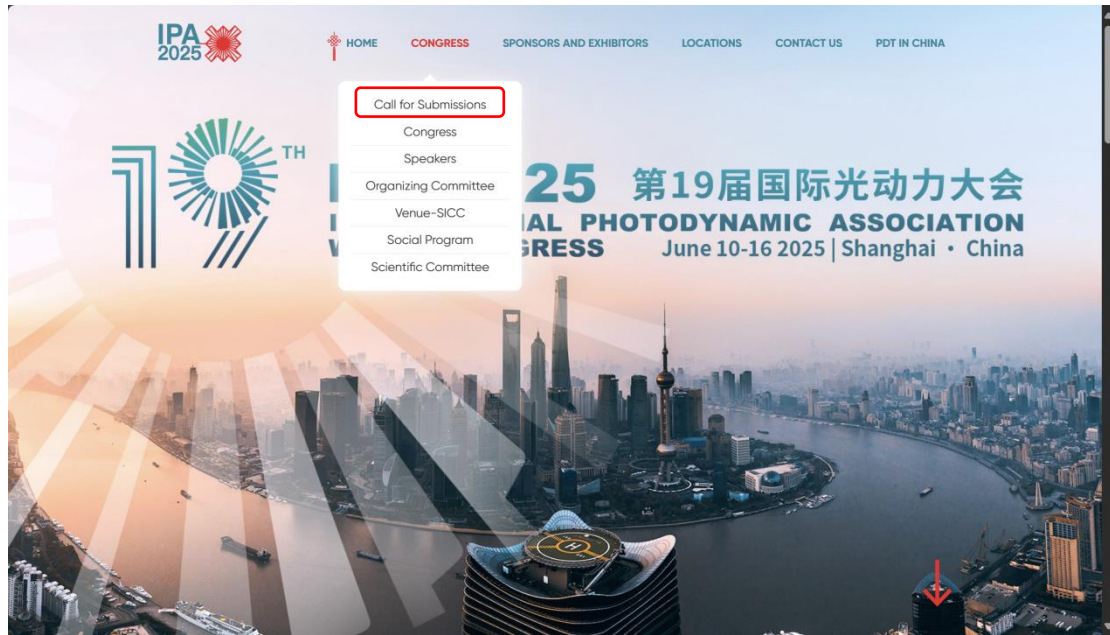 IPA
2025
HOME CONGRESS SPONSORS AND EXHIBITORS LOCATIONS CONTACT US PDT IN CHINA
Call for Submissions
Congress
Speakers
Organizing Committee
Venue-SICC
Social Program
Scientific Committee
19TH
25 第19届国际光动力大会
AL PHOTODYNAMIC ASSOCIATION
GRESS June 10-16 2025 | Shanghai · China
H